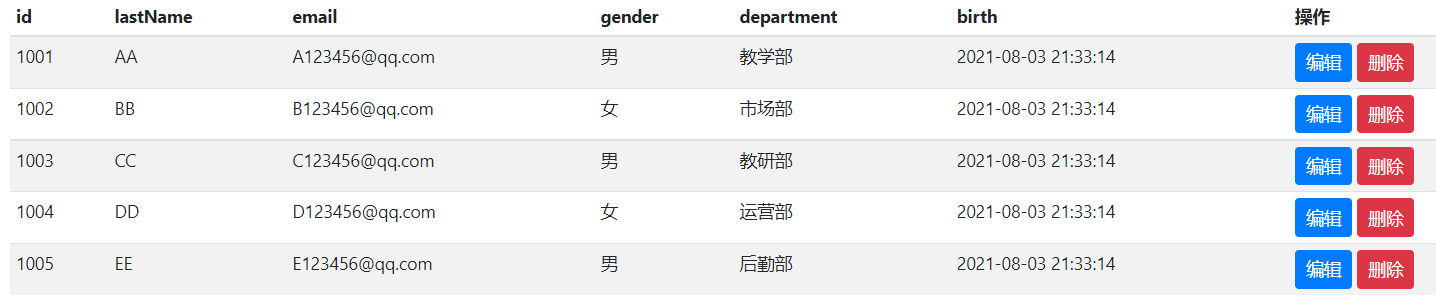 id lastName email gender department birth 操作
1001 AA A123456@qq.com 男 教学部 2021-08-03 21:33:14 编辑 删除
1002 BB B123456@qq.com 女 市场部 2021-08-03 21:33:14 编辑 删除
1003 CC C123456@qq.com 男 教研部 2021-08-03 21:33:14 编辑 删除
1004 DD D123456@qq.com 女 运营部 2021-08-03 21:33:14 编辑 删除
1005 EE E123456@qq.com 男 后勤部 2021-08-03 21:33:14 编辑 删除